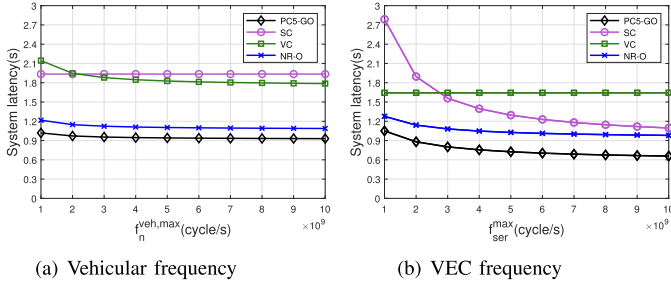 3
2.7
2.4
2.1
1.8
1.5
1.2
0.9
0.6
0.3
0
System latency(s)
PC5-GO
SC
VC
NR-O
1 2 3 4 5 6 7 8 9 10
×10^9
f_n^{veh,max}(cycle/s)
(a) Vehicular frequency
3
2.7
2.4
2.1
1.8
1.5
1.2
0.9
0.6
0.3
0
System latency(s)
PC5-GO
SC
VC
NR-O
1 2 3 4 5 6 7 8 9 10
×10^9
f_{ser}^{max}(cycle/s)
(b) VEC frequency